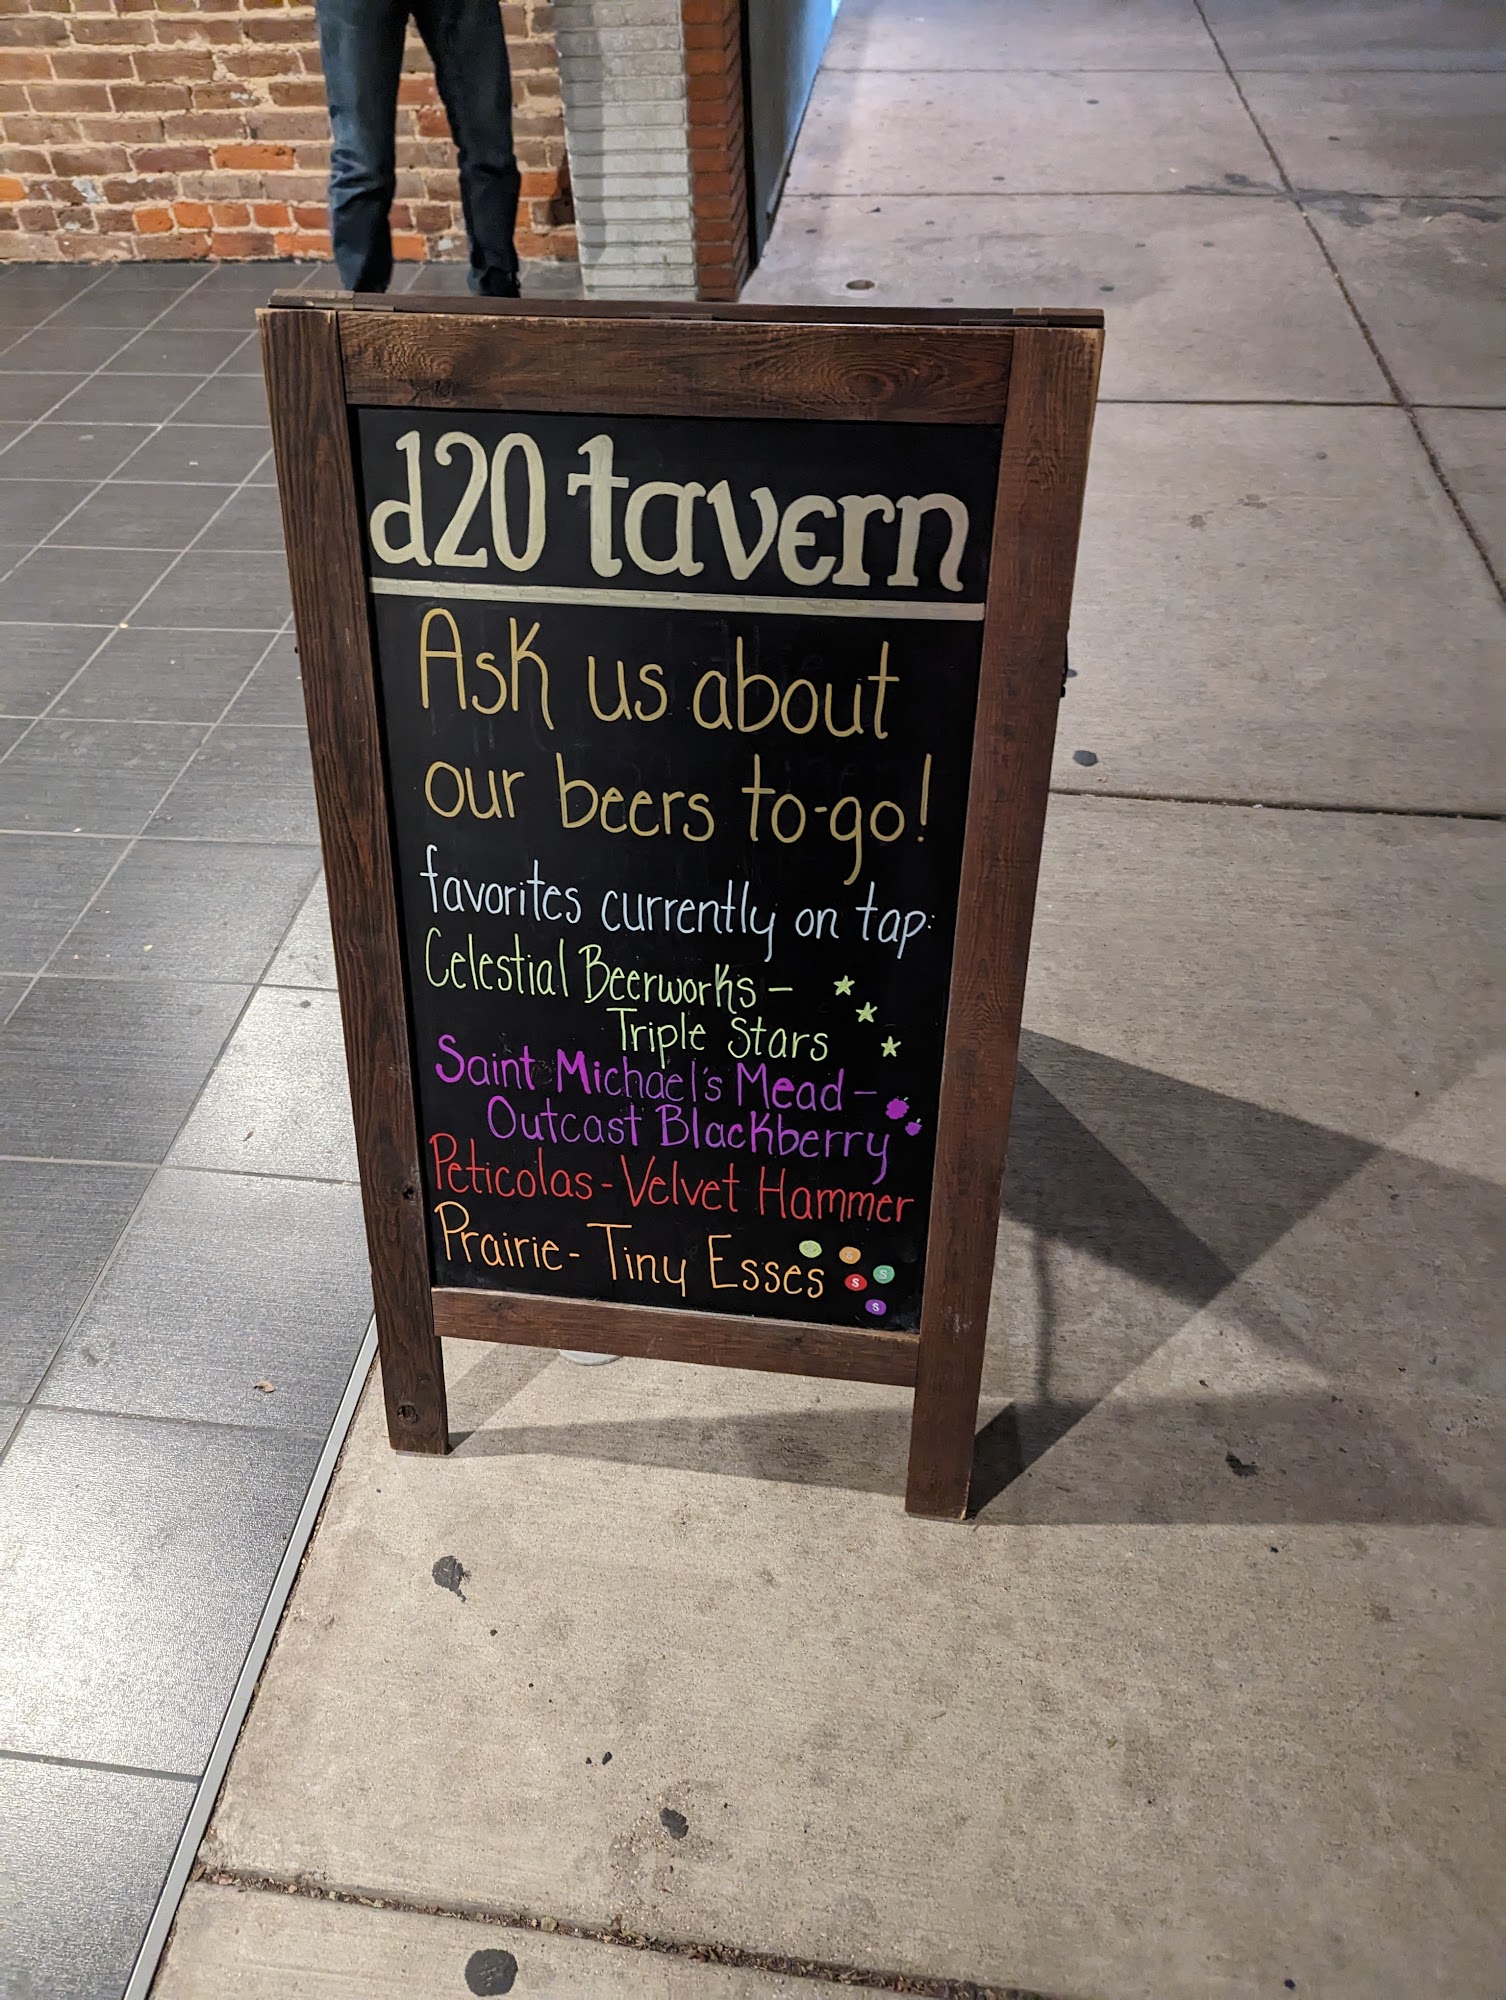 d20 tavern
Ask us about
our beers to-go!
favorites currently on tap:
Celestial Beerworks -
Triple Stars
Saint Michael's Mead -
Outcast Blackberry
Peticolas - Velvet Hammer
Prairie - Tiny Esses
S
S
S
S